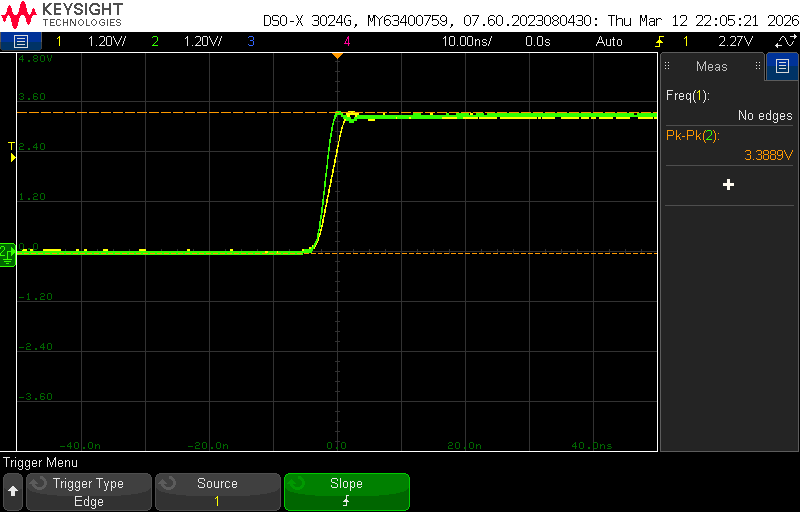 KEYSIGHT
TECHNOLOGIES
DSO-X 3024G, MY63400759, 07.60.2023080430: Thu Mar 12 22:05:21 2026
1 1.20V/ 2 1.20V/ 3 4 10.00ns/ 0.0s Auto 1 2.27V
4.80V
3.60
2.40
1.20
0.0
-1.20
-2.40
-3.60
T
2
-40.0n -20.0n 0.0 20.0n 40.0ns
Meas
Freq(1):
No edges
Pk-Pk(2):
3.3889V
Trigger Menu
Trigger Type
Edge
Source
1
Slope